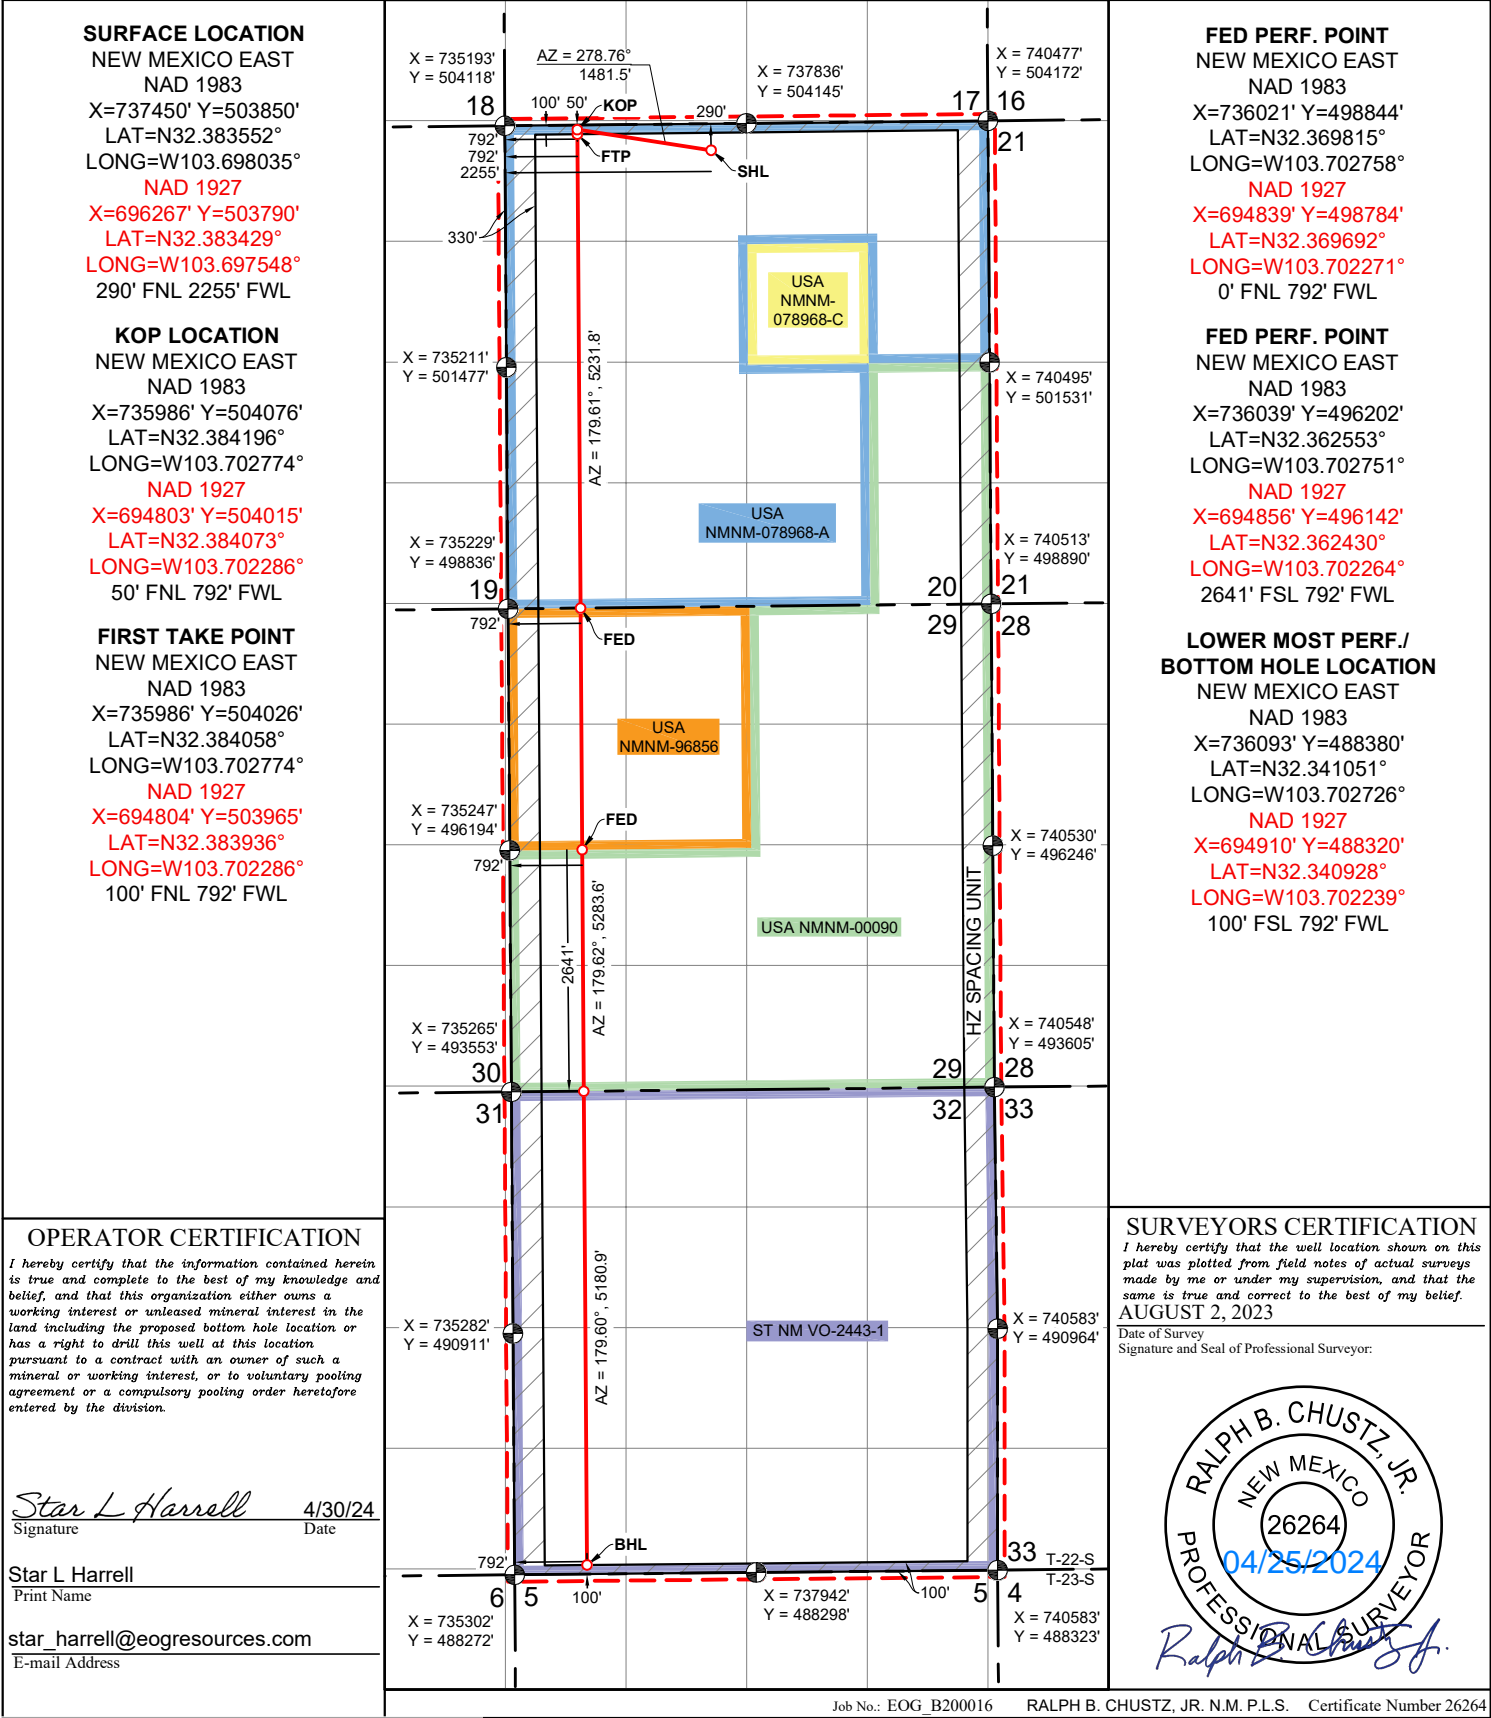 SURFACE LOCATION
NEW MEXICO EAST
NAD 1983
X=737450' Y=503850'
LAT=N32.383552°
LONG=W103.698035°
NAD 1927
X=696267' Y=503790'
LAT=N32.383429°
LONG=W103.697548°
290' FNL 2255' FWL
KOP LOCATION
NEW MEXICO EAST
NAD 1983
X=735986' Y=504076'
LAT=N32.384196°
LONG=W103.702774°
NAD 1927
X=694803' Y=504015'
LAT=N32.384073°
LONG=W103.702286°
50' FNL 792' FWL
FIRST TAKE POINT
NEW MEXICO EAST
NAD 1983
X=735986' Y=504026'
LAT=N32.384058°
LONG=W103.702774°
NAD 1927
X=694804' Y=503965'
LAT=N32.383936°
LONG=W103.702286°
100' FNL 792' FWL
OPERATOR CERTIFICATION
I hereby certify that the information contained herein
is true and complete to the best of my knowledge and
belief, and that this organization either owns a
working interest or unleased mineral interest in the
land including the proposed bottom hole location or
has a right to drill this well at this location
pursuant to a contract with an owner of such a
mineral or working interest, or to voluntary pooling
agreement or a compulsory pooling order heretofore
entered by the division.
Star L Harrell 4/30/24
Signature Date
Star L Harrell
Print Name
star_harrell@eogresources.com
E-mail Address
X = 735193'
Y = 504118'
AZ = 278.76°
1481.5'
X = 737836'
Y = 504145'
X = 740477'
Y = 504172'
18
100' 50'
KOP
290'
17 16
21
792'
792'
2255'
FTP
SHL
330'
USA
NMNM-
078968-C
X = 735211'
Y = 501477'
AZ = 179.61°, 5231.8'
X = 740495'
Y = 501531'
USA
NMNM-078968-A
X = 735229'
Y = 498836'
X = 740513'
Y = 498890'
19
20 21
29 28
792'
FED
USA
NMNM-96856
X = 735247'
Y = 496194'
FED
X = 740530'
Y = 496246'
792'
2641'
AZ = 179.62°, 5283.6'
USA NMNM-00090
HZ SPACING UNIT
X = 735265'
Y = 493553'
X = 740548'
Y = 493605'
30
31
29 28
32 33
AZ = 179.60°, 5180.9'
X = 735282'
Y = 490911'
ST NM VO-2443-1
X = 740583'
Y = 490964'
BHL
792'
33
T-22-S
T-23-S
6 5
100'
100'
5 4
X = 735302'
Y = 488272'
X = 737942'
Y = 488298'
X = 740583'
Y = 488323'
FED PERF. POINT
NEW MEXICO EAST
NAD 1983
X=736021' Y=498844'
LAT=N32.369815°
LONG=W103.702758°
NAD 1927
X=694839' Y=498784'
LAT=N32.369692°
LONG=W103.702271°
0' FNL 792' FWL
FED PERF. POINT
NEW MEXICO EAST
NAD 1983
X=736039' Y=496202'
LAT=N32.362553°
LONG=W103.702751°
NAD 1927
X=694856' Y=496142'
LAT=N32.362430°
LONG=W103.702264°
2641' FSL 792' FWL
LOWER MOST PERF./
BOTTOM HOLE LOCATION
NEW MEXICO EAST
NAD 1983
X=736093' Y=488380'
LAT=N32.341051°
LONG=W103.702726°
NAD 1927
X=694910' Y=488320'
LAT=N32.340928°
LONG=W103.702239°
100' FSL 792' FWL
SURVEYORS CERTIFICATION
I hereby certify that the well location shown on this
plat was plotted from field notes of actual surveys
made by me or under my supervision, and that the
same is true and correct to the best of my belief.
AUGUST 2, 2023
Date of Survey
Signature and Seal of Professional Surveyor:
RALPH B. CHUSTZ, JR.
NEW MEXICO
26264
04/25/2024
PROFESSIONAL SURVEYOR
Ralph B. Chustz Jr.
Job No.: EOG_B200016 RALPH B. CHUSTZ, JR. N.M. P.L.S. Certificate Number 26264